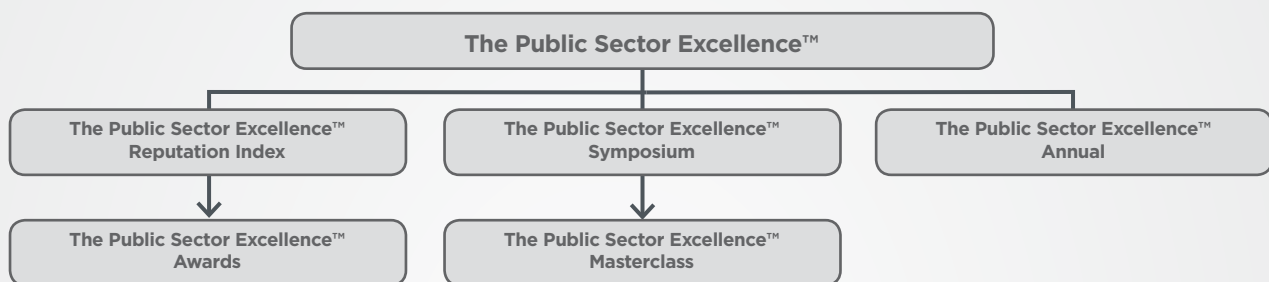 The Public Sector Excellence™
The Public Sector Excellence™
Reputation Index
The Public Sector Excellence™
Symposium
The Public Sector Excellence™
Annual
The Public Sector Excellence™
Awards
The Public Sector Excellence™
Masterclass